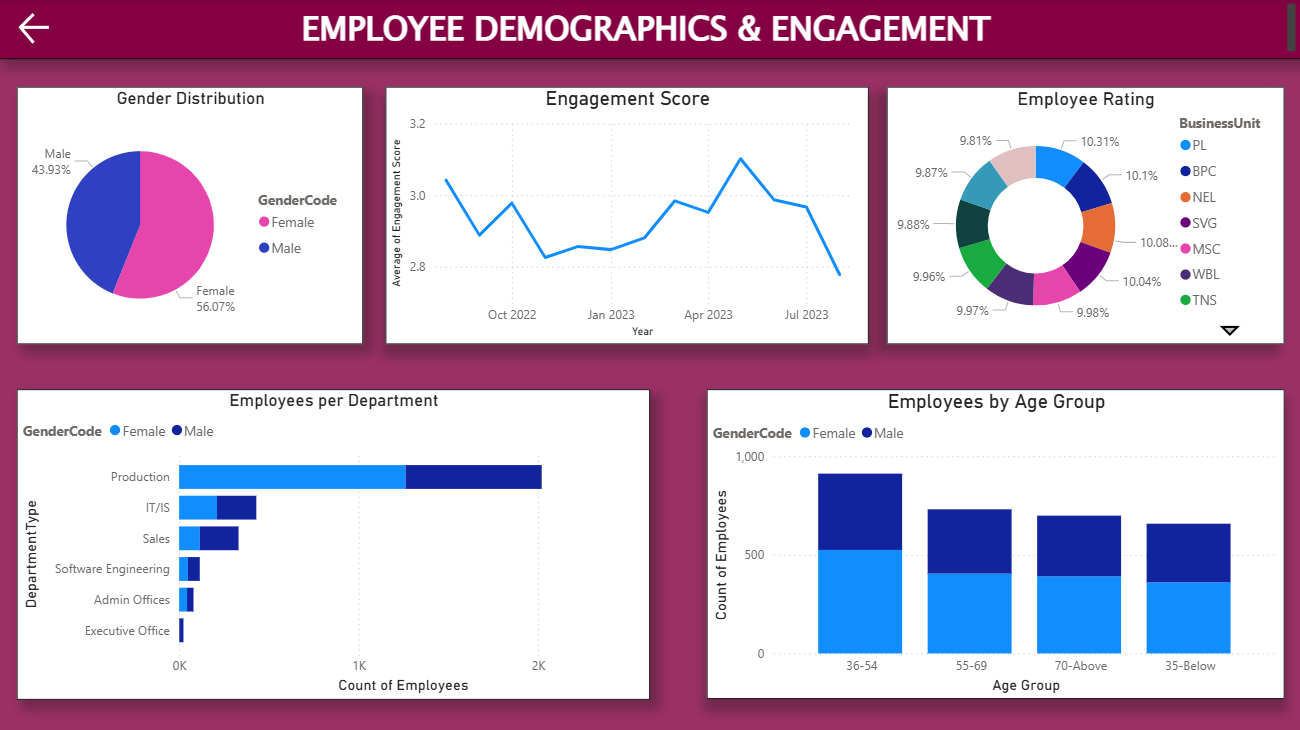 EMPLOYEE DEMOGRAPHICS & ENGAGEMENT
Gender Distribution
Male
43.93%
Female
56.07%
GenderCode
Female
Male
Engagement Score
Average of Engagement Score
3.2
3.0
2.8
Oct 2022 Jan 2023 Apr 2023 Jul 2023
Year
Employee Rating
9.81%
10.31%
9.87%
10.1%
9.88%
10.08...
9.96%
10.04%
9.97%
9.98%
BusinessUnit
PL
BPC
NEL
SVG
MSC
WBL
TNS
Employees per Department
GenderCode Female Male
DepartmentType
Production
IT/IS
Sales
Software Engineering
Admin Offices
Executive Office
0K 1K 2K
Count of Employees
Employees by Age Group
GenderCode Female Male
Count of Employees
1,000
500
0
36-54 55-69 70-Above 35-Below
Age Group